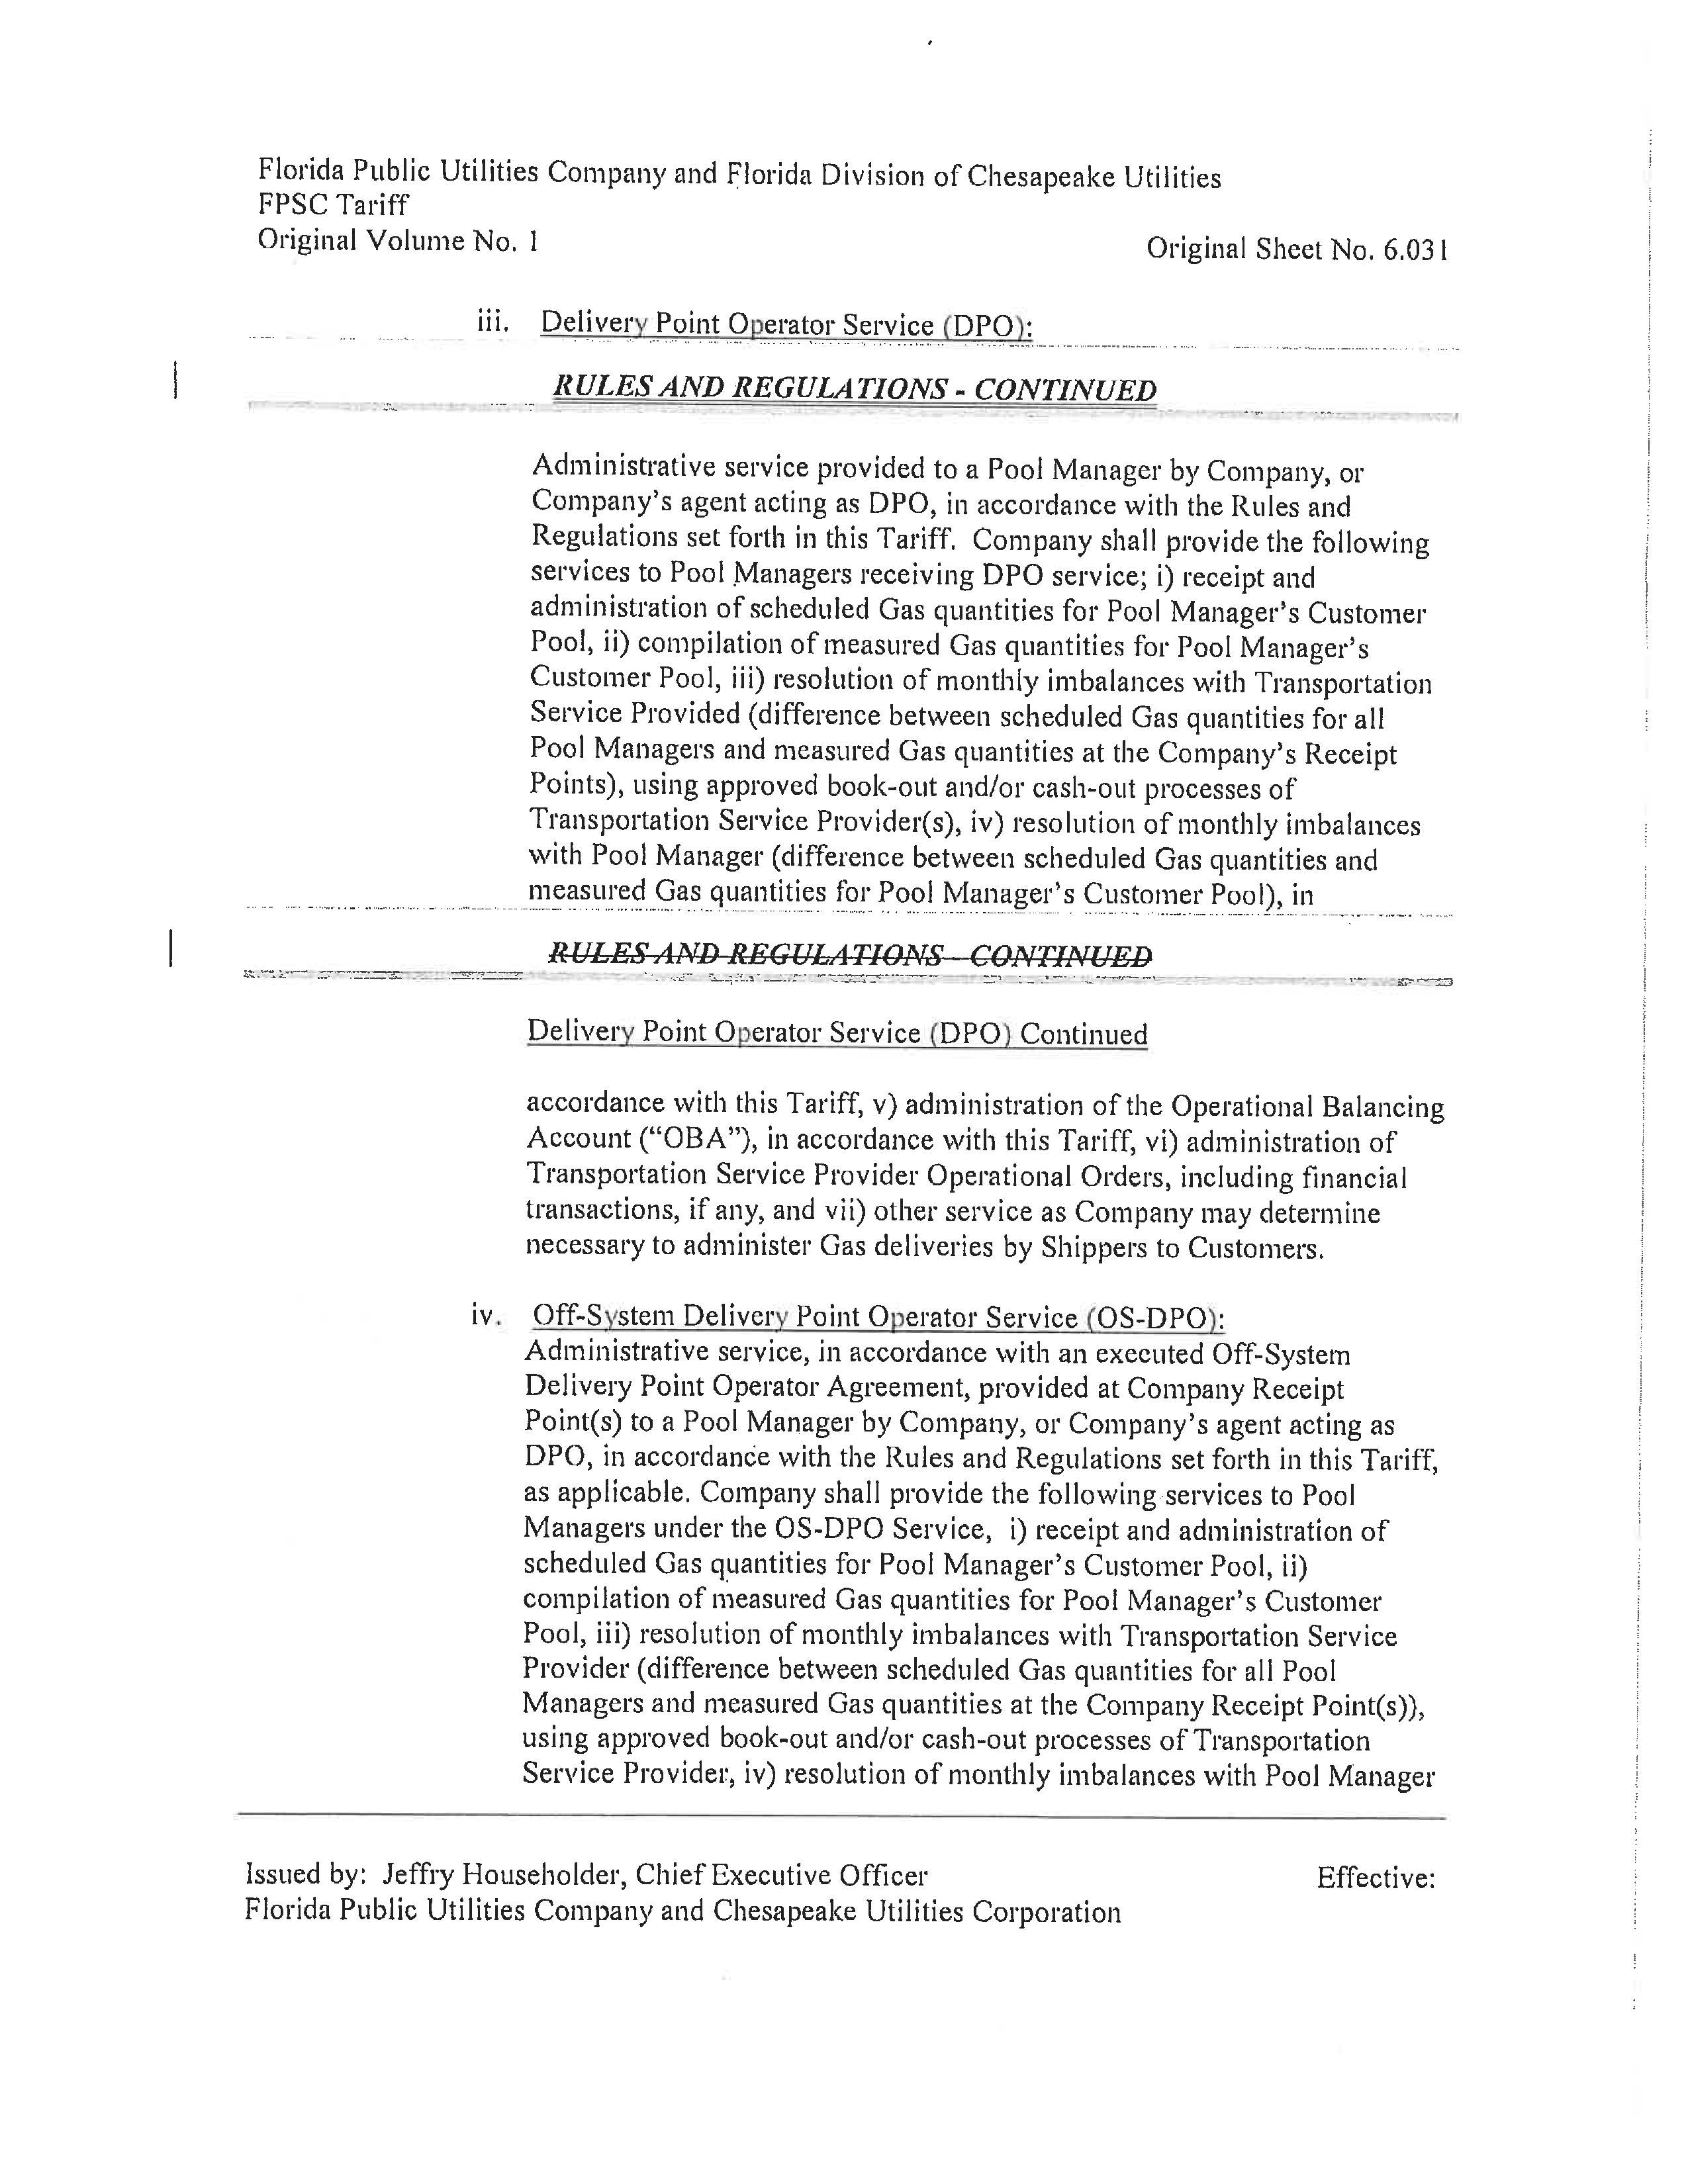 Florida Public Utilities Company and Florida Division of Chesapeake Utilities
FPSC Tariff
Original Volume No. 1
Original Sheet No. 6.031
iii. Delivery Point Operator Service (DPO):
RULES AND REGULATIONS - CONTINUED
Administrative service provided to a Pool Manager by Company, or
Company's agent acting as DPO, in accordance with the Rules and
Regulations set forth in this Tariff. Company shall provide the following
services to Pool Managers receiving DPO service; i) receipt and
administration of scheduled Gas quantities for Pool Manager's Customer
Pool, ii) compilation of measured Gas quantities for Pool Manager's
Customer Pool, iii) resolution of monthly imbalances with Transportation
Service Provided (difference between scheduled Gas quantities for all
Pool Managers and measured Gas quantities at the Company's Receipt
Points), using approved book-out and/or cash-out processes of
Transportation Service Provider(s), iv) resolution of monthly imbalances
with Pool Manager (difference between scheduled Gas quantities and
measured Gas quantities for Pool Manager's Customer Pool), in
RULES AND REGULATIONS - CONTINUED
Delivery Point Operator Service (DPO) Continued
accordance with this Tariff, v) administration of the Operational Balancing
Account ("OBA"), in accordance with this Tariff, vi) administration of
Transportation Service Provider Operational Orders, including financial
transactions, if any, and vii) other service as Company may determine
necessary to administer Gas deliveries by Shippers to Customers.
iv. Off-System Delivery Point Operator Service (OS-DPO):
Administrative service, in accordance with an executed Off-System
Delivery Point Operator Agreement, provided at Company Receipt
Point(s) to a Pool Manager by Company, or Company's agent acting as
DPO, in accordance with the Rules and Regulations set forth in this Tariff,
as applicable. Company shall provide the following services to Pool
Managers under the OS-DPO Service, i) receipt and administration of
scheduled Gas quantities for Pool Manager's Customer Pool, ii)
compilation of measured Gas quantities for Pool Manager's Customer
Pool, iii) resolution of monthly imbalances with Transportation Service
Provider (difference between scheduled Gas quantities for all Pool
Managers and measured Gas quantities at the Company Receipt Point(s)),
using approved book-out and/or cash-out processes of Transportation
Service Provider, iv) resolution of monthly imbalances with Pool Manager
Issued by: Jeffry Householder, Chief Executive Officer
Effective:
Florida Public Utilities Company and Chesapeake Utilities Corporation